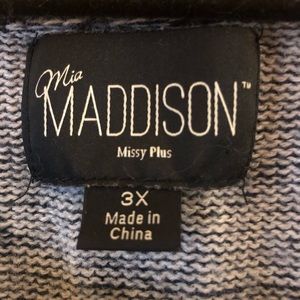 Mia
MADDISON™
Missy Plus
3X
Made in
China